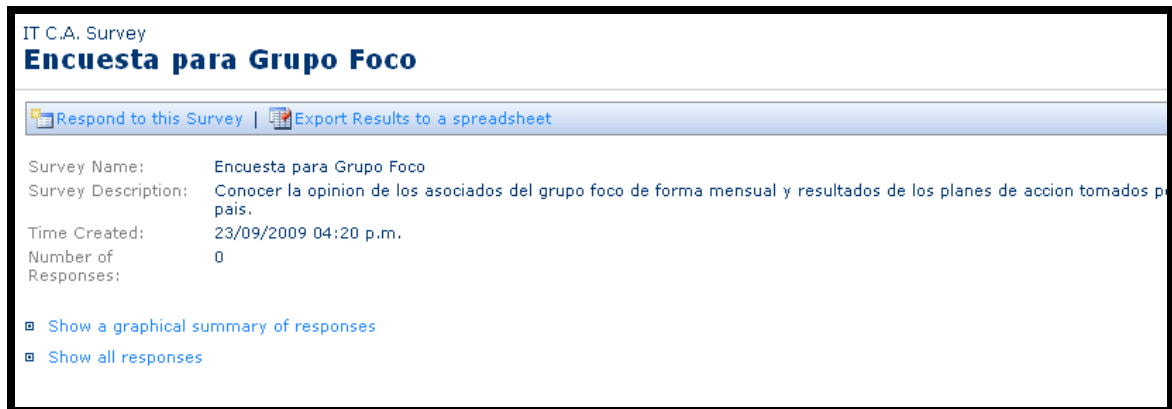 IT C.A. Survey
Encuesta para Grupo Foco
Respond to this Survey | Export Results to a spreadsheet
Survey Name: Encuesta para Grupo Foco
Survey Description: Conocer la opinion de los asociados del grupo foco de forma mensual y resultados de los planes de accion tomados
pais.
Time Created: 23/09/2009 04:20 p.m.
Number of Responses: 0
Show a graphical summary of responses
Show all responses